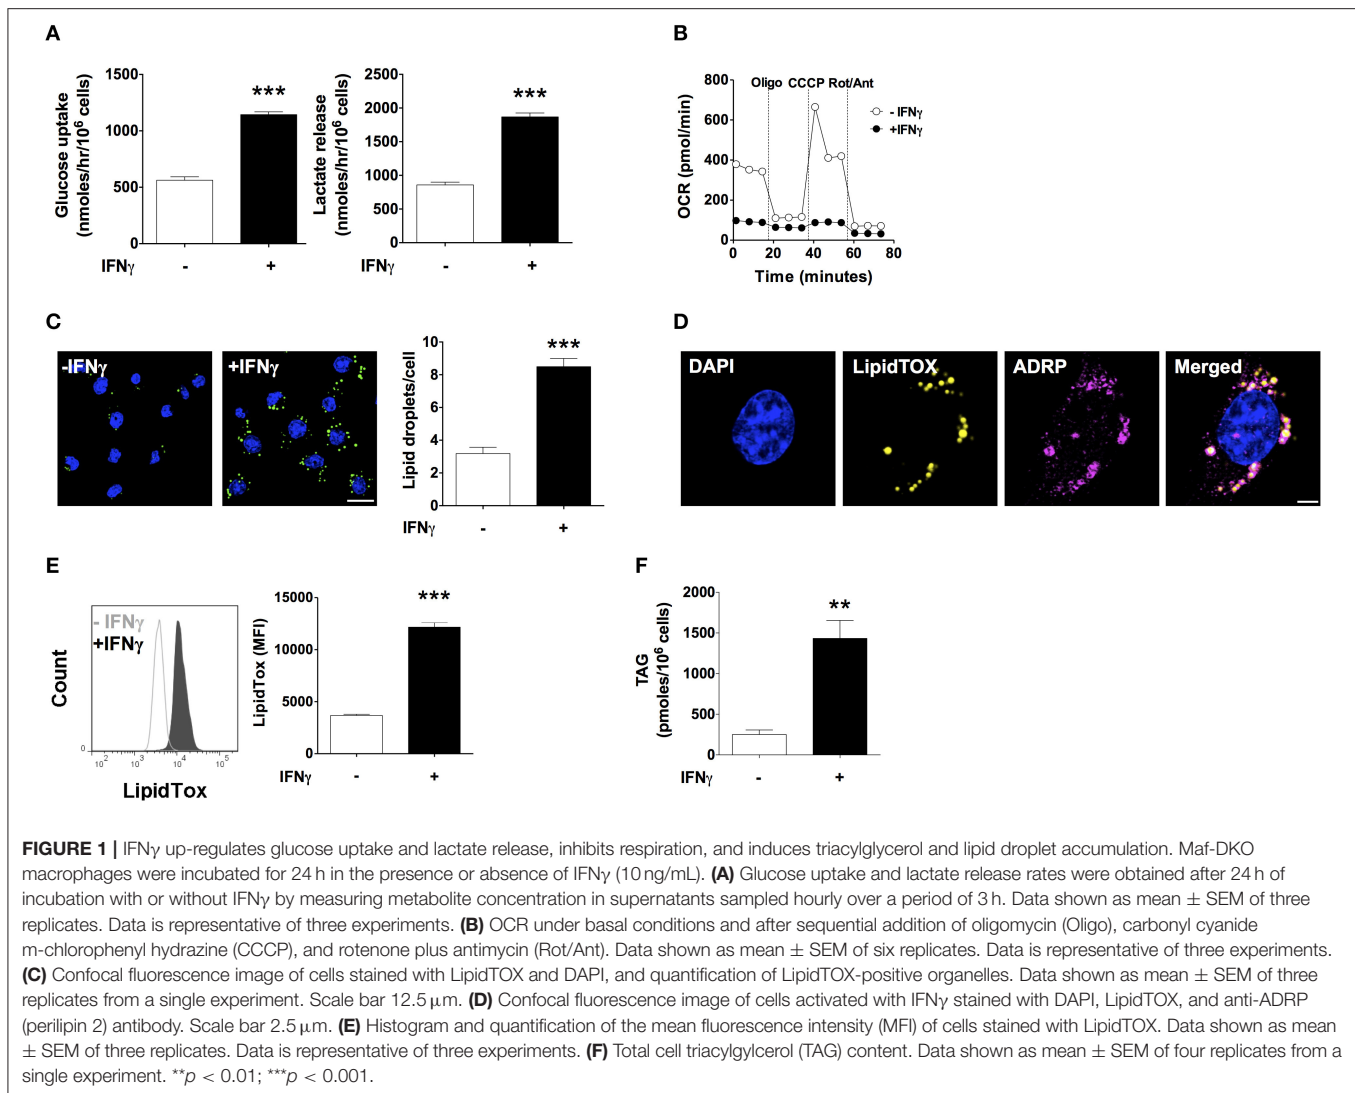 A
Glucose uptake
(nmoles/hr/10⁶ cells)
1500
1000
500
0
***
IFNγ
-
+
Lactate release
(nmoles/hr/10⁶ cells)
2500
2000
1500
1000
500
0
***
IFNγ
-
+
B
OCR (pmol/min)
800
600
400
200
0
Oligo
CCCP
Rot/Ant
- IFNγ
+IFNγ
0
20
40
60
80
Time (minutes)
C
-IFNγ
+IFNγ
Lipid droplets/cell
10
8
6
4
2
0
***
IFNγ
-
+
D
DAPI
LipidTOX
ADRP
Merged
E
- IFNγ
+IFNγ
Count
0
10²
10³
10⁴
10⁵
LipidTox
LipidTox (MFI)
15000
10000
5000
0
***
IFNγ
-
+
F
TAG
(pmoles/10⁶ cells)
2000
1500
1000
500
0
**
IFNγ
-
+
FIGURE 1 | IFNγ up-regulates glucose uptake and lactate release, inhibits respiration, and induces triacylglycerol and lipid droplet accumulation. Maf-DKO
macrophages were incubated for 24 h in the presence or absence of IFNγ (10 ng/mL). (A) Glucose uptake and lactate release rates were obtained after 24 h of
incubation with or without IFNγ by measuring metabolite concentration in supernatants sampled hourly over a period of 3 h. Data shown as mean ± SEM of three
replicates. Data is representative of three experiments. (B) OCR under basal conditions and after sequential addition of oligomycin (Oligo), carbonyl cyanide
m-chlorophenyl hydrazine (CCCP), and rotenone plus antimycin (Rot/Ant). Data shown as mean ± SEM of six replicates. Data is representative of three experiments.
(C) Confocal fluorescence image of cells stained with LipidTOX and DAPI, and quantification of LipidTOX-positive organelles. Data shown as mean ± SEM of three
replicates from a single experiment. Scale bar 12.5 μm. (D) Confocal fluorescence image of cells activated with IFNγ stained with DAPI, LipidTOX, and anti-ADRP
(perilipin 2) antibody. Scale bar 2.5 μm. (E) Histogram and quantification of the mean fluorescence intensity (MFI) of cells stained with LipidTOX. Data shown as mean
± SEM of three replicates. Data is representative of three experiments. (F) Total cell triacylgylcerol (TAG) content. Data shown as mean ± SEM of four replicates from a
single experiment. **p < 0.01; ***p < 0.001.